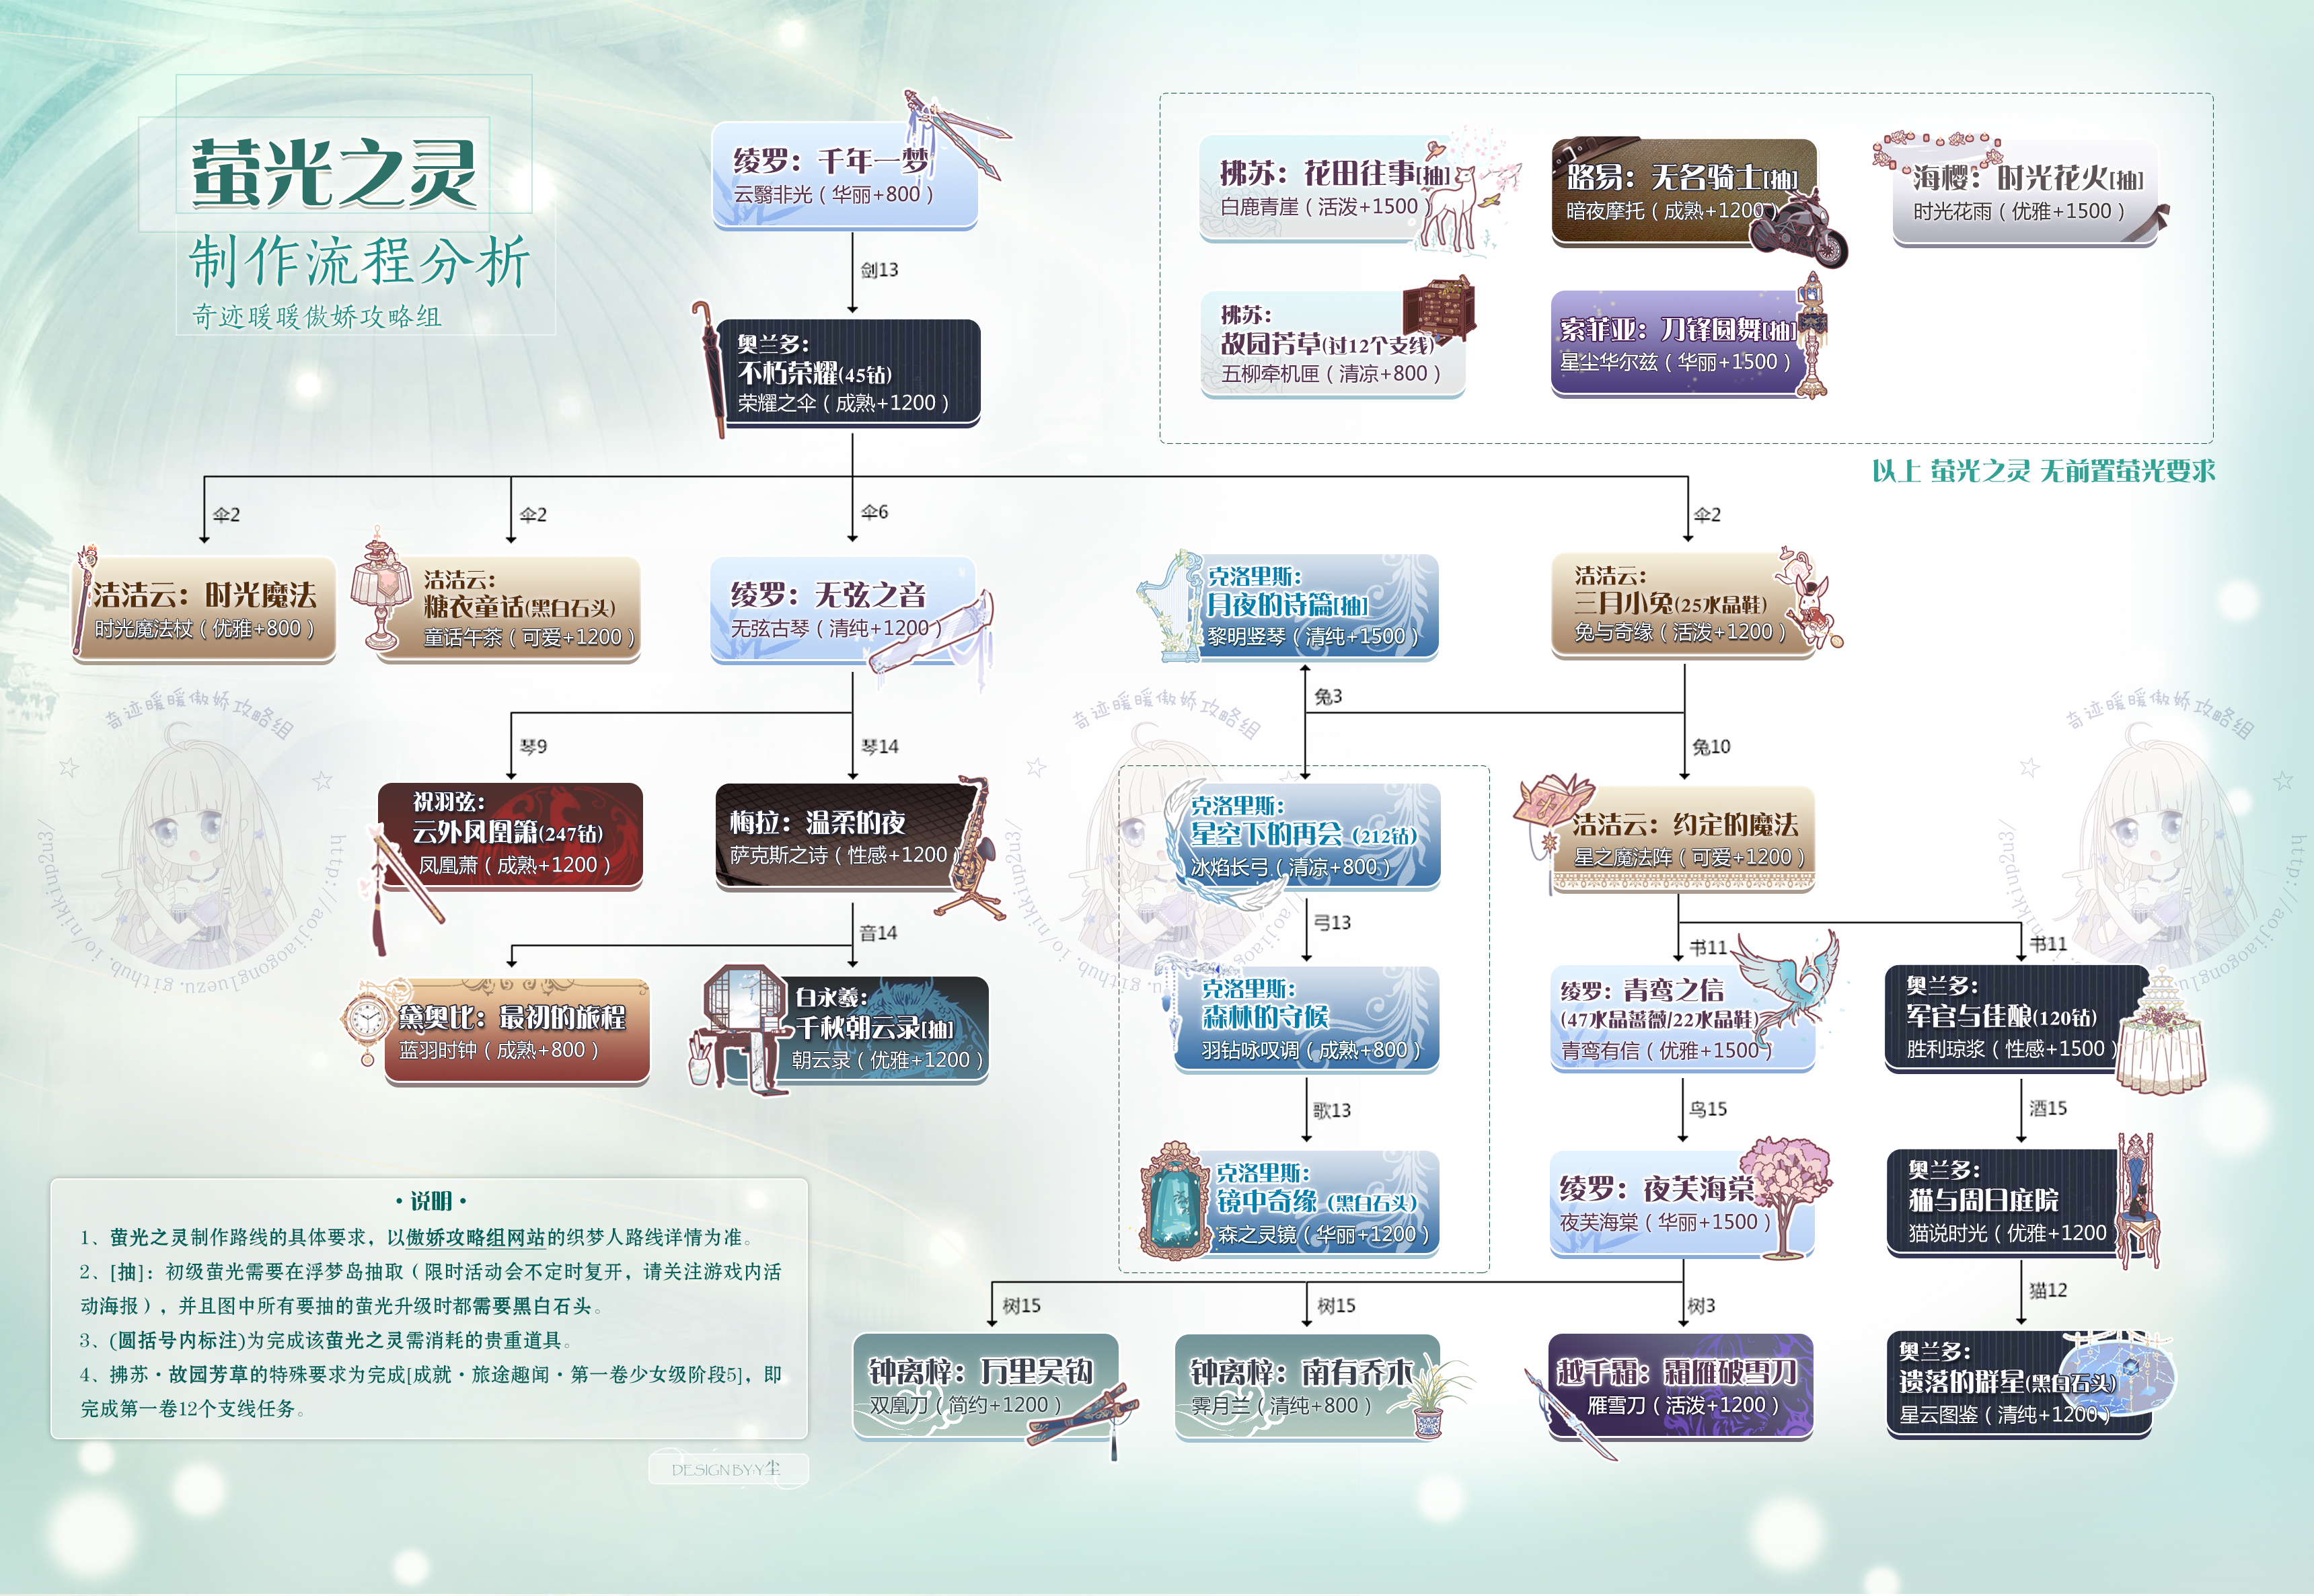 萤光之灵
制作流程分析
奇迹暖暖傲娇攻略组
绫罗：千年一梦
云翳非光（华丽+800）
剑13
奥兰多：
不朽荣耀(45钻)
荣耀之伞（成熟+1200）
拂苏：花田往事[抽]
白鹿青崖（活泼+1500）
路易：无名骑士[抽]
暗夜摩托（成熟+1200）
海樱：时光花火[抽]
时光花雨（优雅+1500）
拂苏：
故园芳草(过12个支线)
五柳牵机匣（清凉+800）
索菲亚：刀锋圆舞[抽]
星尘华尔兹（华丽+1500）
以上 萤光之灵 无前置萤光要求
伞2
伞2
伞6
伞2
洁洁云：时光魔法
时光魔法杖（优雅+800）
洁洁云：
糖衣童话(黑白石头)
童话午茶（可爱+1200）
绫罗：无弦之音
无弦古琴（清纯+1200）
克洛里斯：
月夜的诗篇[抽]
黎明竖琴（清纯+1500）
洁洁云：
三月小兔(25水晶鞋)
兔与奇缘（活泼+1200）
兔3
琴9
琴14
兔10
祝羽弦：
云外凤凰箫(247钻)
凤凰萧（成熟+1200）
梅拉：温柔的夜
萨克斯之诗（性感+1200）
克洛里斯：
星空下的再会（212钻）
冰焰长弓（清凉+800）
洁洁云：约定的魔法
星之魔法阵（可爱+1200）
音14
弓13
书11
书11
黛奥比：最初的旅程
蓝羽时钟（成熟+800）
白永羲：
千秋朝云录[抽]
朝云录（优雅+1200）
克洛里斯：
森林的守候
羽钻咏叹调（成熟+800）
绫罗：青鸾之信
(47水晶蔷薇/22水晶鞋)
青鸾有信（优雅+1500）
奥兰多：
军官与佳酿(120钻)
胜利琼浆（性感+1500）
歌13
鸟15
酒15
克洛里斯：
镜中奇缘（黑白石头）
森之灵镜（华丽+1200）
绫罗：夜芙海棠
夜芙海棠（华丽+1500）
奥兰多：
猫与周日庭院
猫说时光（优雅+1200）
树15
树15
树3
猫12
钟离梓：万里吴钩
双凰刀（简约+1200）
钟离梓：南有乔木
霁月兰（清纯+800）
越千霜：霜雁破雪刀
雁雪刀（活泼+1200）
奥兰多：
遗落的群星(黑白石头)
星云图鉴（清纯+1200）
·说明·
1、萤光之灵制作路线的具体要求，以傲娇攻略组网站的织梦人路线详情为准。
2、[抽]：初级萤光需要在浮梦岛抽取（限时活动会不定时复开，请关注游戏内活
动海报），并且图中所有要抽的萤光升级时都需要黑白石头。
3、(圆括号内标注)为完成该萤光之灵需消耗的贵重道具。
4、拂苏·故园芳草的特殊要求为完成[成就·旅途趣闻·第一卷少女级阶段5]，即
完成第一卷12个支线任务。
DESIGN BY:Y尘
奇迹暖暖傲娇攻略组
http://aojiaogongluezu.github.io/nikkiup2u3/
奇迹暖暖傲娇攻略组
奇迹暖暖傲娇攻略组